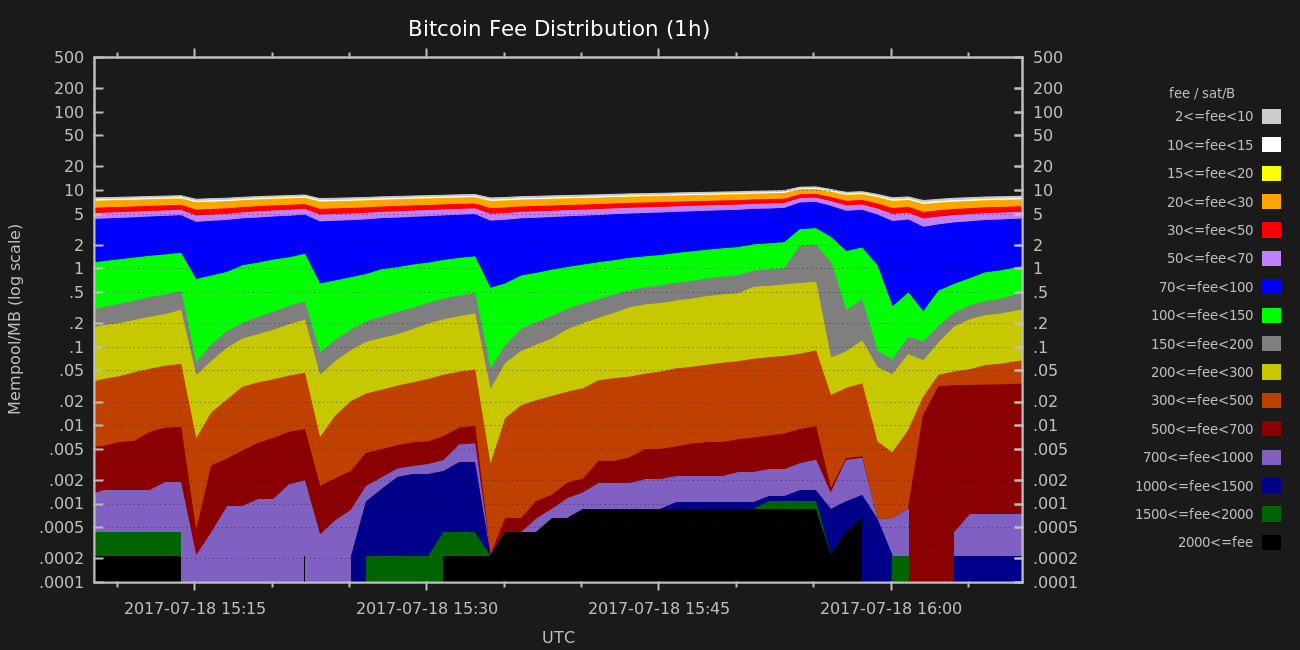 Bitcoin Fee Distribution (1h)
500
200
100
50
20
10
5
2
1
.5
.2
.1
.05
.02
.01
.005
.002
.001
.0005
.0002
.0001
Mempool/MB (log scale)
500
200
100
50
20
10
5
2
1
.5
.2
.1
.05
.02
.01
.005
.002
.001
.0005
.0002
.0001
2017-07-18 15:15 2017-07-18 15:30 2017-07-18 15:45 2017-07-18 16:00
UTC
fee / sat/B
2<=fee<10
10<=fee<15
15<=fee<20
20<=fee<30
30<=fee<50
50<=fee<70
70<=fee<100
100<=fee<150
150<=fee<200
200<=fee<300
300<=fee<500
500<=fee<700
700<=fee<1000
1000<=fee<1500
1500<=fee<2000
2000<=fee